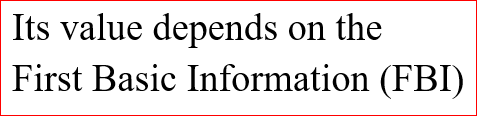 Its value depends on the
First Basic Information (FBI)